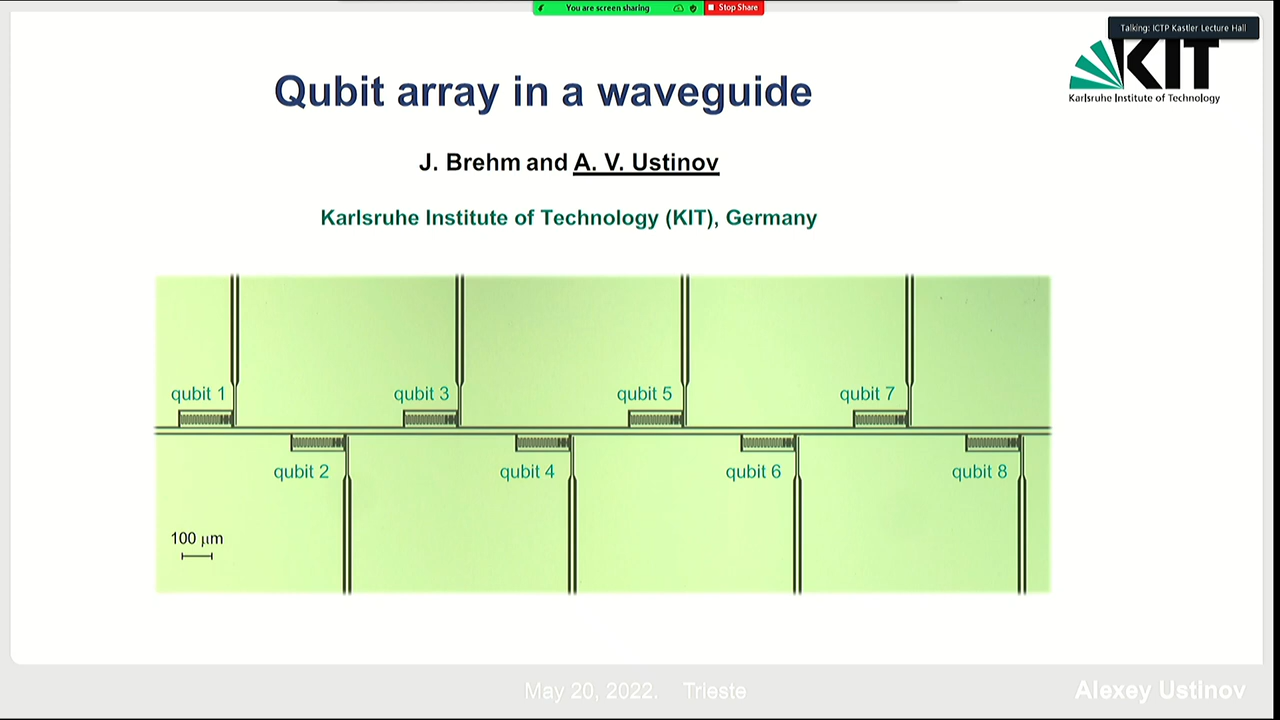 You are screen sharing
Stop Share
Talking: ICTP Kastler Lecture Hall
KIT
Karlsruhe Institute of Technology
Qubit array in a waveguide
J. Brehm and A. V. Ustinov
Karlsruhe Institute of Technology (KIT), Germany
qubit 1
qubit 3
qubit 5
qubit 7
qubit 2
qubit 4
qubit 6
qubit 8
100 μm
May 20, 2022. Trieste
Alexey Ustinov